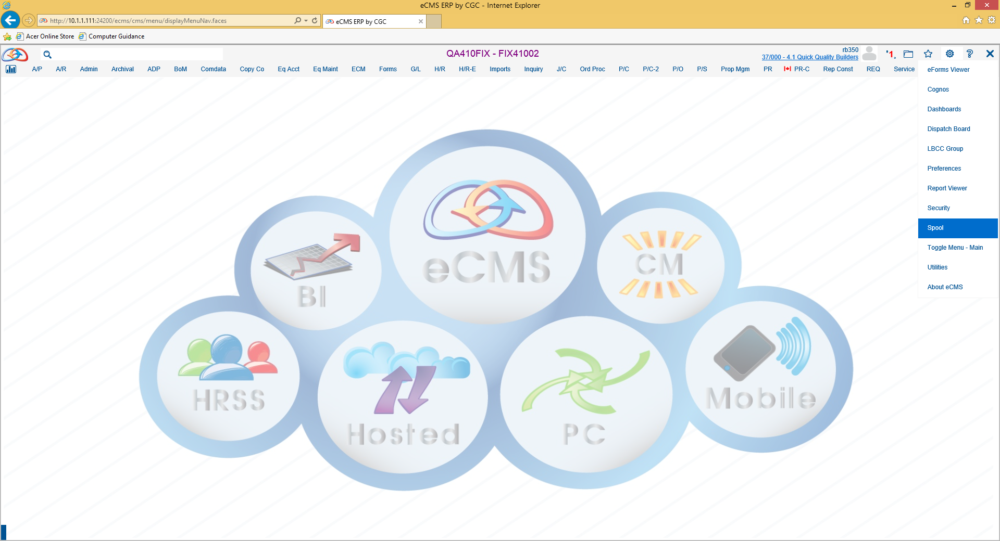 eCMS ERP by CGC - Internet Explorer
http://10.1.1.111:24200/ecms/cms/menu/displayMenuNav.faces
eCMS ERP by CGC
Acer Online Store
Computer Guidance
QA410FIX - FIX41002
rb350
37/000 - 4.1 Quick Quality Builders
A/P A/R Admin Archival ADP BoM Comdata Copy Co Eq Acct Eq Maint ECM Forms G/L H/R H/R-E Imports Inquiry J/C Ord Proc P/C P/C-2 P/O P/S Prop Mgm PR PR-C Rep Const REQ Service
eForms Viewer
Cognos
Dashboards
Dispatch Board
LBCC Group
Preferences
Report Viewer
Security
Spool
Toggle Menu - Main
Utilities
About eCMS
eCMS
CM
BI
HRSS
Hosted
PC
Mobile